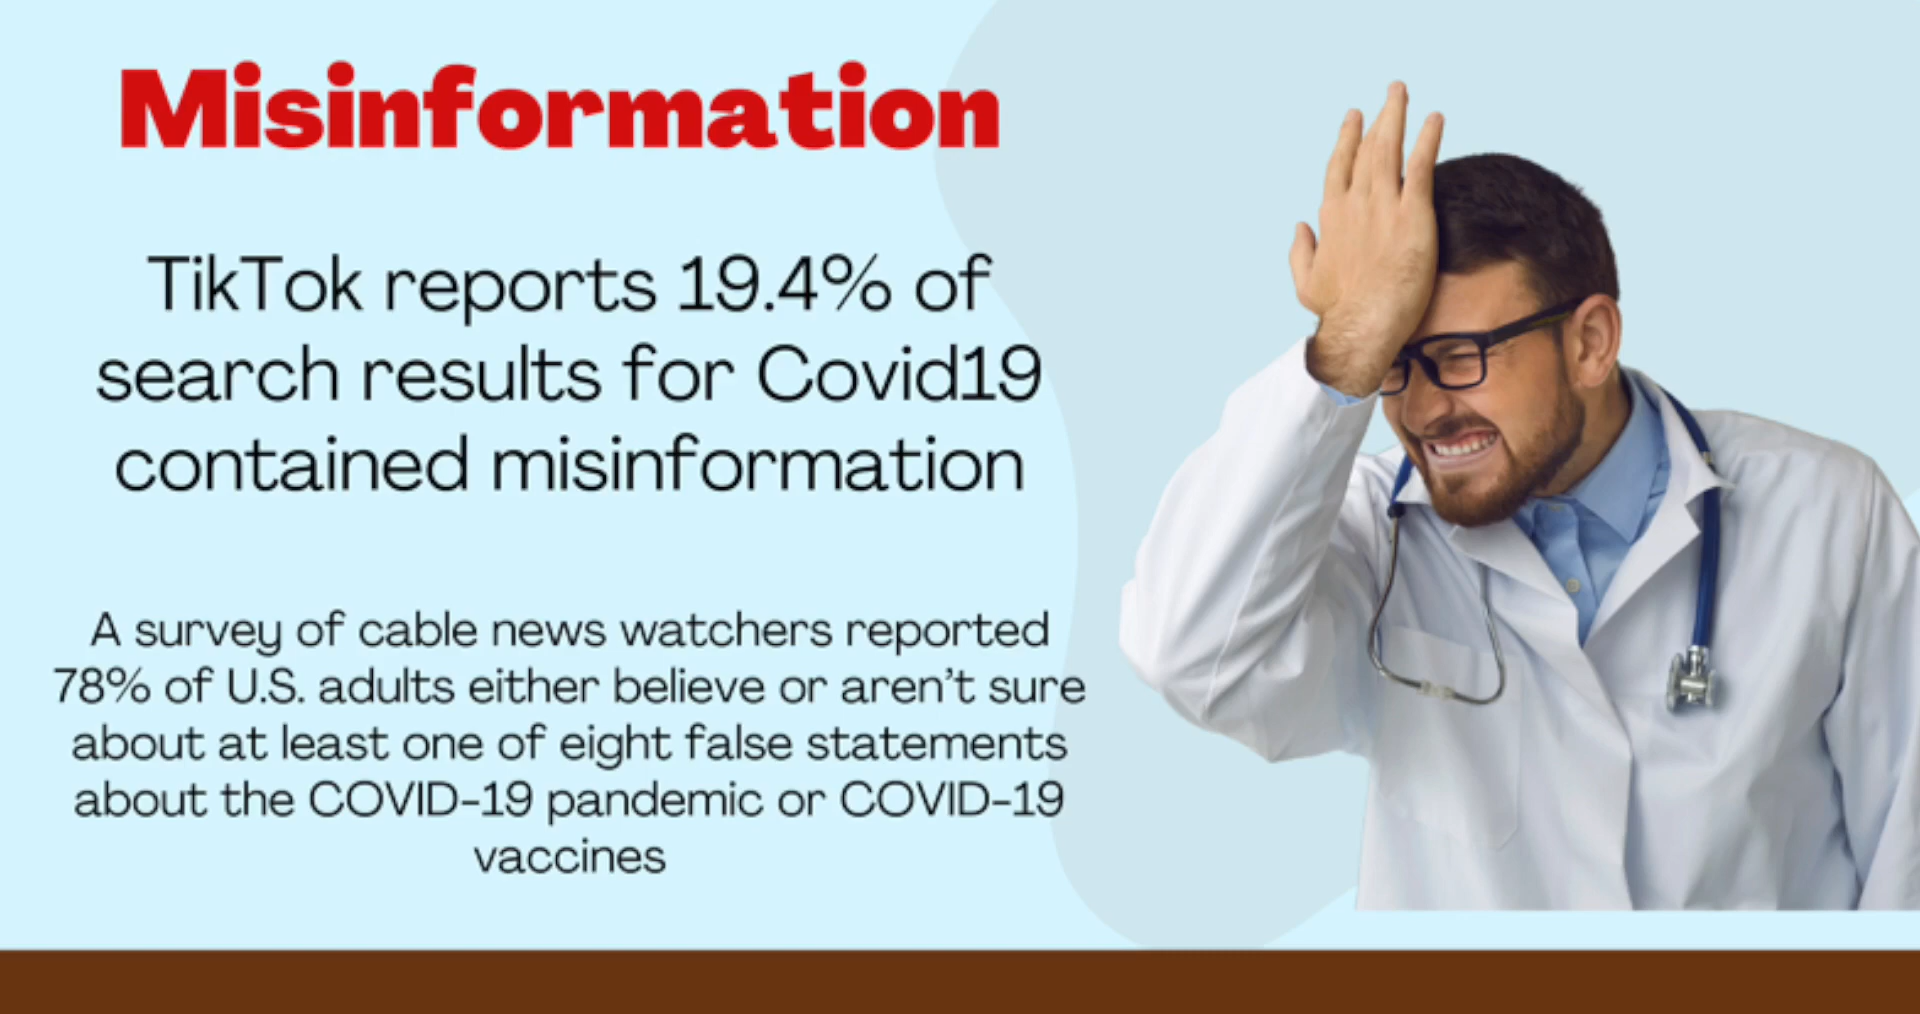 Misinformation
TikTok reports 19.4% of
search results for Covid19
contained misinformation
A survey of cable news watchers reported
78% of U.S. adults either believe or aren't sure
about at least one of eight false statements
about the COVID-19 pandemic or COVID-19
vaccines